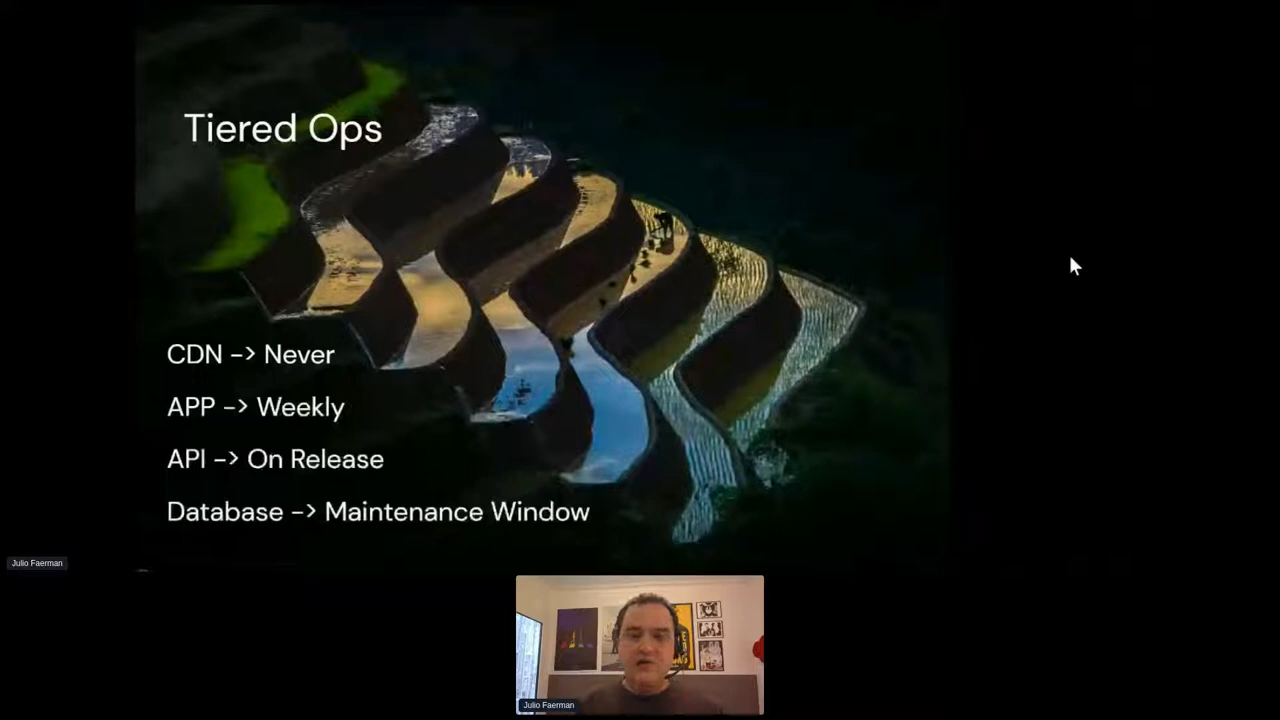 Tiered Ops
CDN -> Never
APP -> Weekly
API -> On Release
Database -> Maintenance Window
Julio Faerman
Julio Faerman